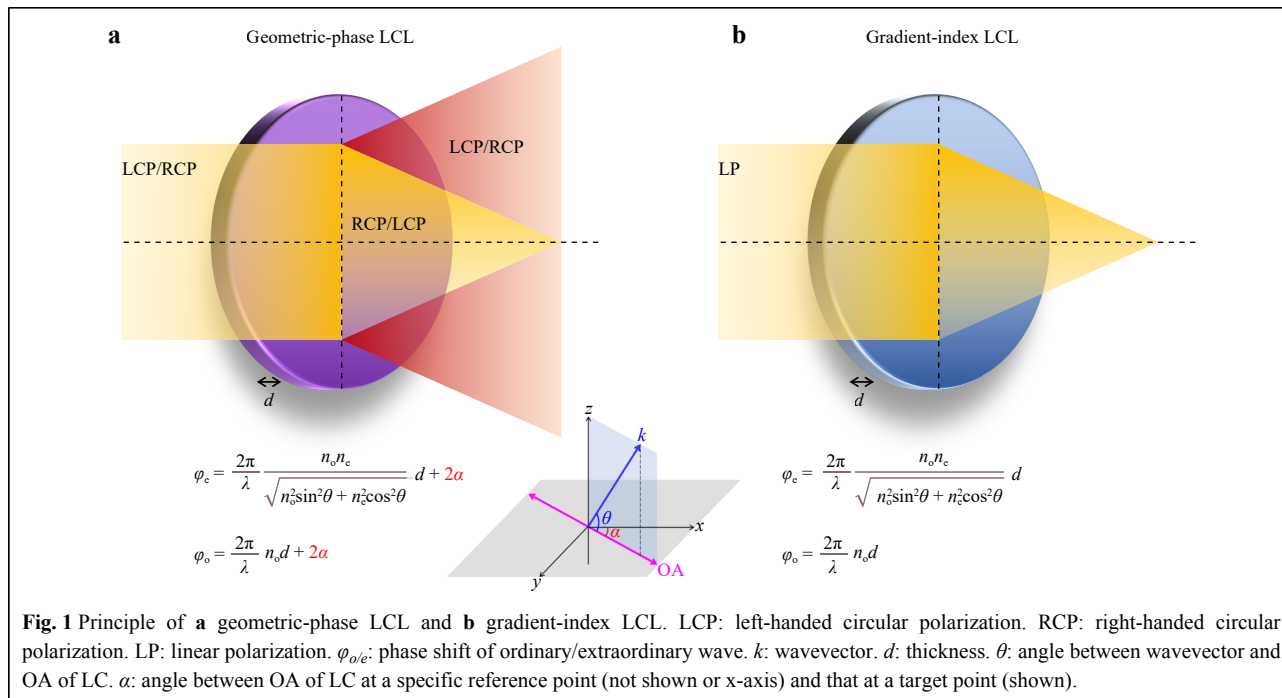 a
Geometric-phase LCL
b
Gradient-index LCL
LCP/RCP
LCP/RCP
RCP/LCP
LP
d
d
φₑ = 2π/λ nₒnₑ/√(nₒ²sin²θ + nₑ²cos²θ) d + 2α
φₒ = 2π/λ nₒd + 2α
z
k
θ
α
x
y
OA
φₑ = 2π/λ nₒnₑ/√(nₒ²sin²θ + nₑ²cos²θ) d
φₒ = 2π/λ nₒd
Fig. 1 Principle of a geometric-phase LCL and b gradient-index LCL. LCP: left-handed circular polarization. RCP: right-handed circular
polarization. LP: linear polarization. φo/e: phase shift of ordinary/extraordinary wave. k: wavevector. d: thickness. θ: angle between wavevector and
OA of LC. α: angle between OA of LC at a specific reference point (not shown or x-axis) and that at a target point (shown).